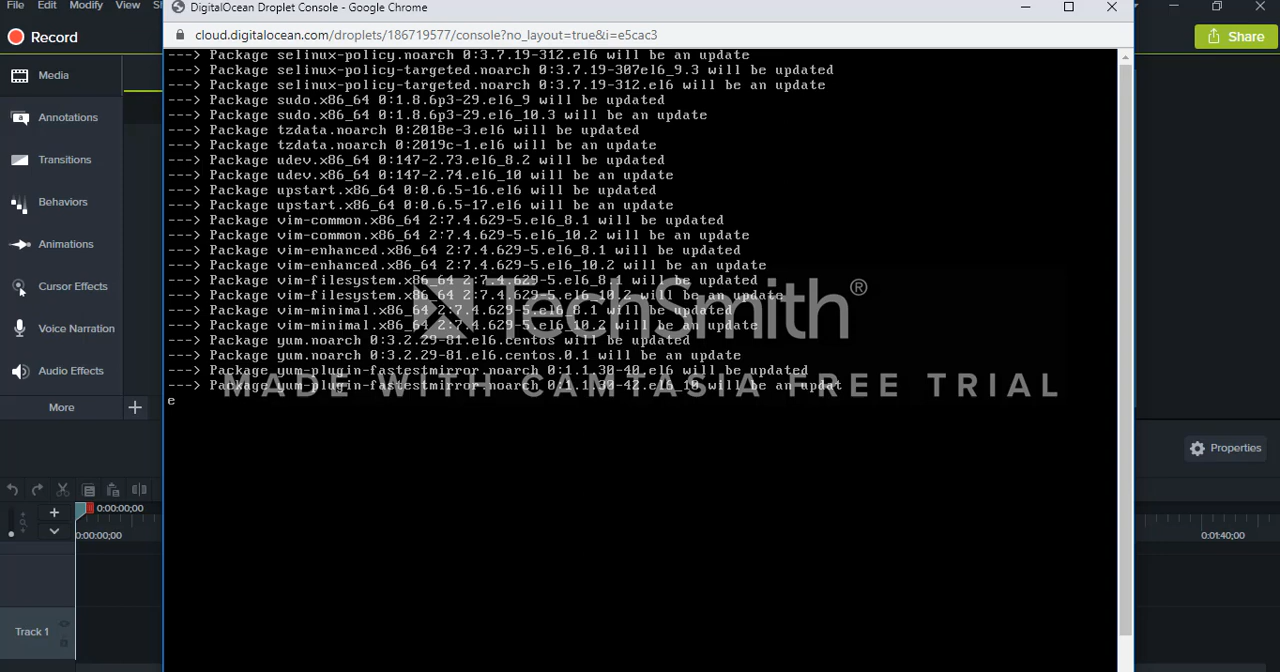 File Edit Modify View
DigitalOcean Droplet Console - Google Chrome
cloud.digitalocean.com/droplets/186719577/console?no_layout=true&i=e5cac3
Record
Share
Media
Annotations
Transitions
Behaviors
Animations
Cursor Effects
Voice Narration
Audio Effects
More
---> Package selinux-policy.noarch 0:3.7.19-312.el6 will be an update
---> Package selinux-policy-targeted.noarch 0:3.7.19-307el6_9.3 will be updated
---> Package selinux-policy-targeted.noarch 0:3.7.19-312.el6 will be an update
---> Package sudo.x86_64 0:1.8.6p3-29.el6_9 will be updated
---> Package sudo.x86_64 0:1.8.6p3-29.el6_10.3 will be an update
---> Package tzdata.noarch 0:2018e-3.el6 will be updated
---> Package tzdata.noarch 0:2019c-1.el6 will be an update
---> Package udev.x86_64 0:147-2.73.el6_8.2 will be updated
---> Package udev.x86_64 0:147-2.74.el6_10 will be an update
---> Package upstart.x86_64 0:0.6.5-16.el6 will be updated
---> Package upstart.x86_64 0:0.6.5-17.el6 will be an update
---> Package vim-common.x86_64 2:7.4.629-5.el6_8.1 will be updated
---> Package vim-common.x86_64 2:7.4.629-5.el6_10.2 will be an update
---> Package vim-enhanced.x86_64 2:7.4.629-5.el6_8.1 will be updated
---> Package vim-enhanced.x86_64 2:7.4.629-5.el6_10.2 will be an update
---> Package vim-filesystem.x86_64 2:7.4.629-5.el6_8.1 will be updated
---> Package vim-filesystem.x86_64 2:7.4.629-5.el6_10.2 will be an update
---> Package vim-minimal.x86_64 2:7.4.629-5.el6_8.1 will be updated
---> Package vim-minimal.x86_64 2:7.4.629-5.el6_10.2 will be an update
---> Package yum.noarch 0:3.2.29-81.el6.centos will be updated
---> Package yum.noarch 0:3.2.29-81.el6.centos.0.1 will be an update
---> Package yum-plugin-fastestmirror.noarch 0:1.1.30-40.el6 will be updated
---> Package yum-plugin-fastestmirror.noarch 0:1.1.30-42.el6_10 will be an updat
e
TechSmith®
MADE WITH CAMTASIA FREE TRIAL
Properties
0:00:00;00
0:00:00;00
0:01:40;00
Track 1